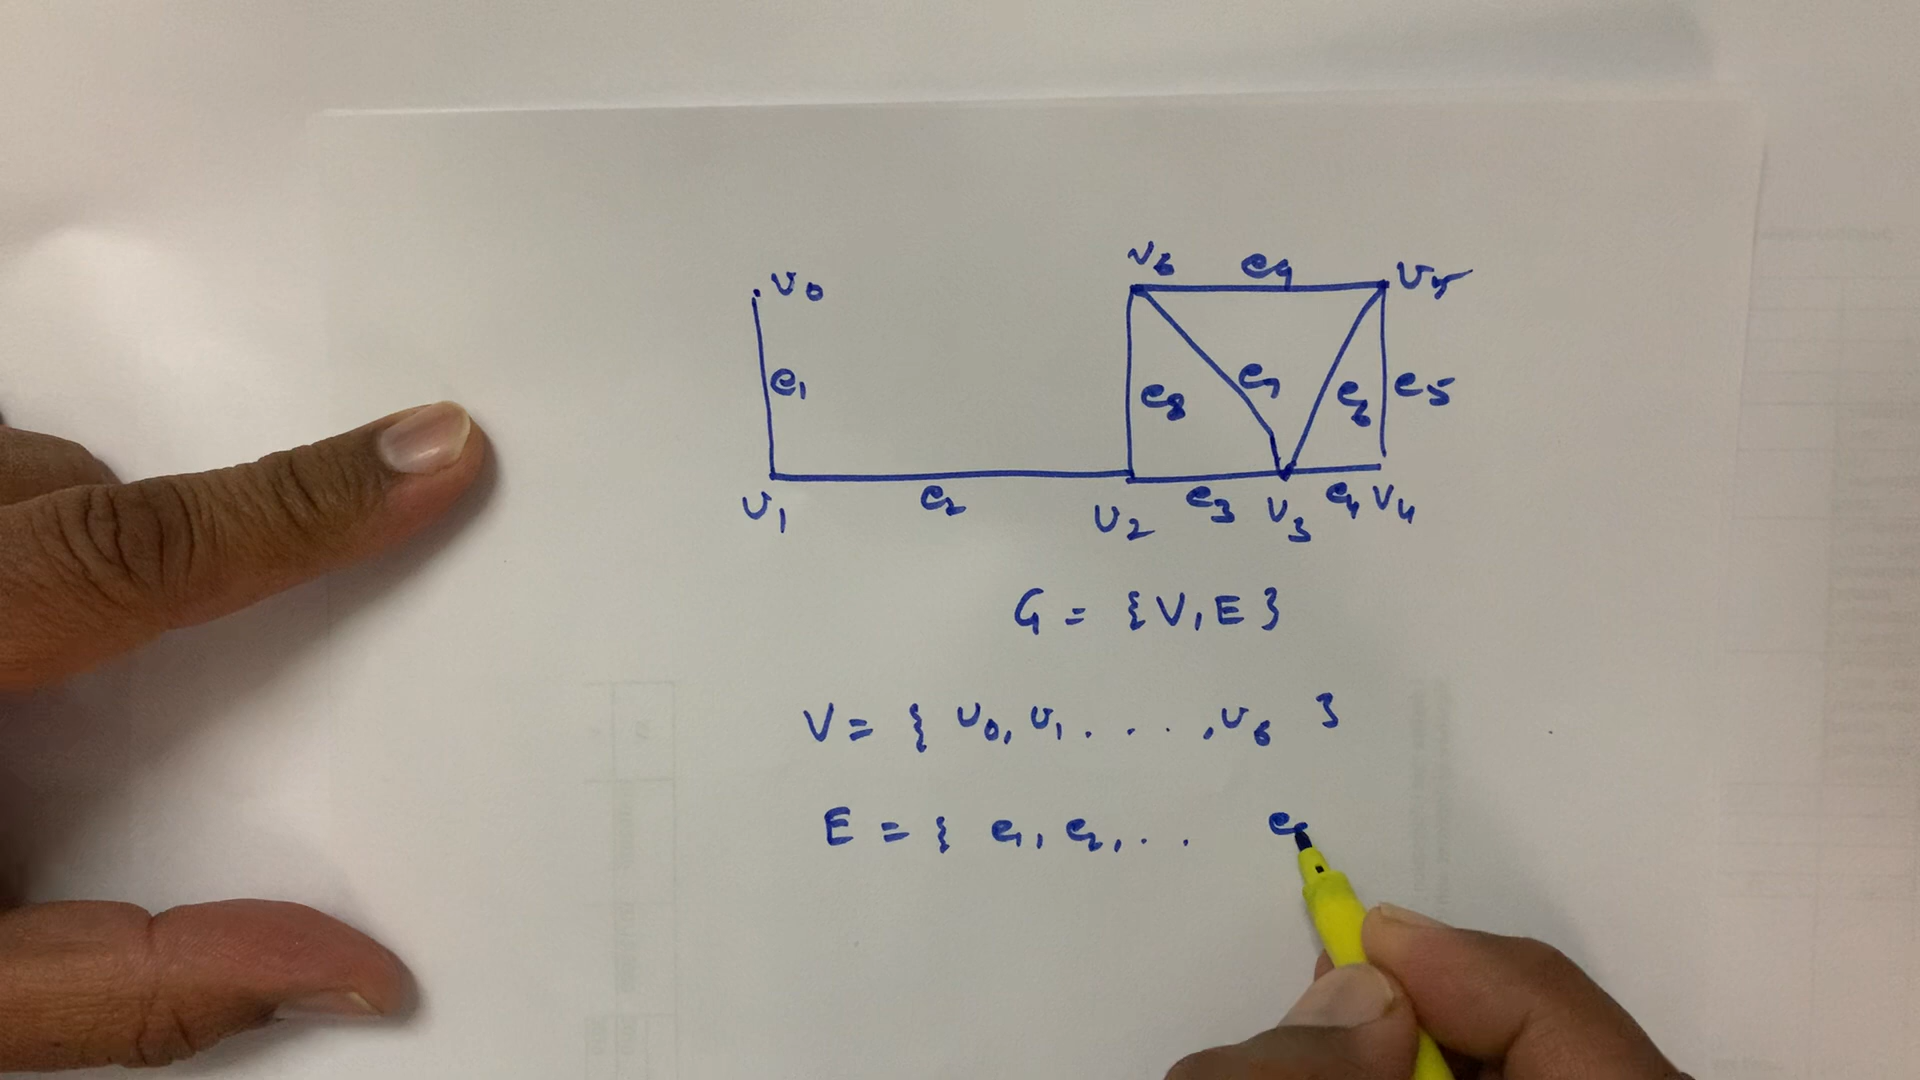 v6 e9 v5
v0
e1 e8 e7 e6 e5
v1 e2 v2 e3 v3 e4 v4
G = {V, E}
V = { v0, v1 . . . . , v6 }
E = { e1, e2, . .